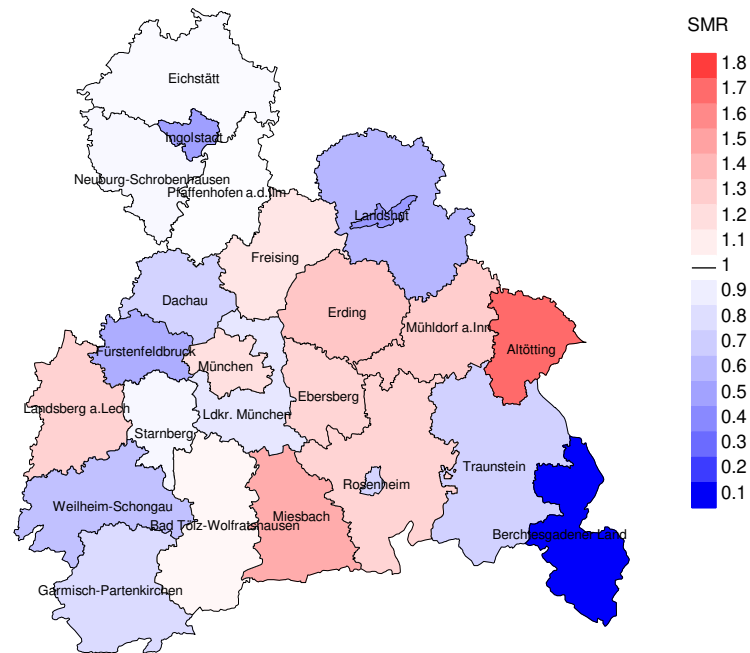 SMR
1.8
1.7
1.6
1.5
1.4
1.3
1.2
1.1
1
0.9
0.8
0.7
0.6
0.5
0.4
0.3
0.2
0.1
Eichstätt
Ingolstadt
Neuburg-Schrobenhausen
Pfaffenhofen a.d.Ilm
Landshut
Freising
Dachau
Erding
Mühldorf a.Inn
Altötting
Fürstenfeldbruck
München
Ebersberg
Landsberg a.Lech
Ldkr. München
Starnberg
Traunstein
Rosenheim
Weilheim-Schongau
Miesbach
Bad Tölz-Wolfratshausen
Berchtesgadener Land
Garmisch-Partenkirchen